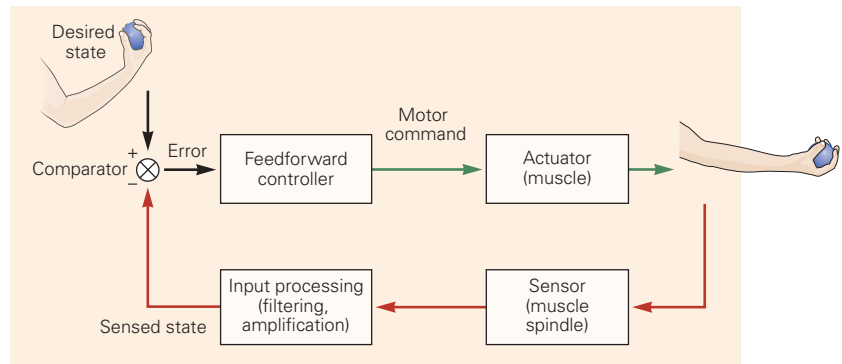 Desired
state
Motor
command
+
Error
Comparator
−
Feedforward
controller
Actuator
(muscle)
Input processing
(filtering,
amplification)
Sensor
(muscle
spindle)
Sensed state